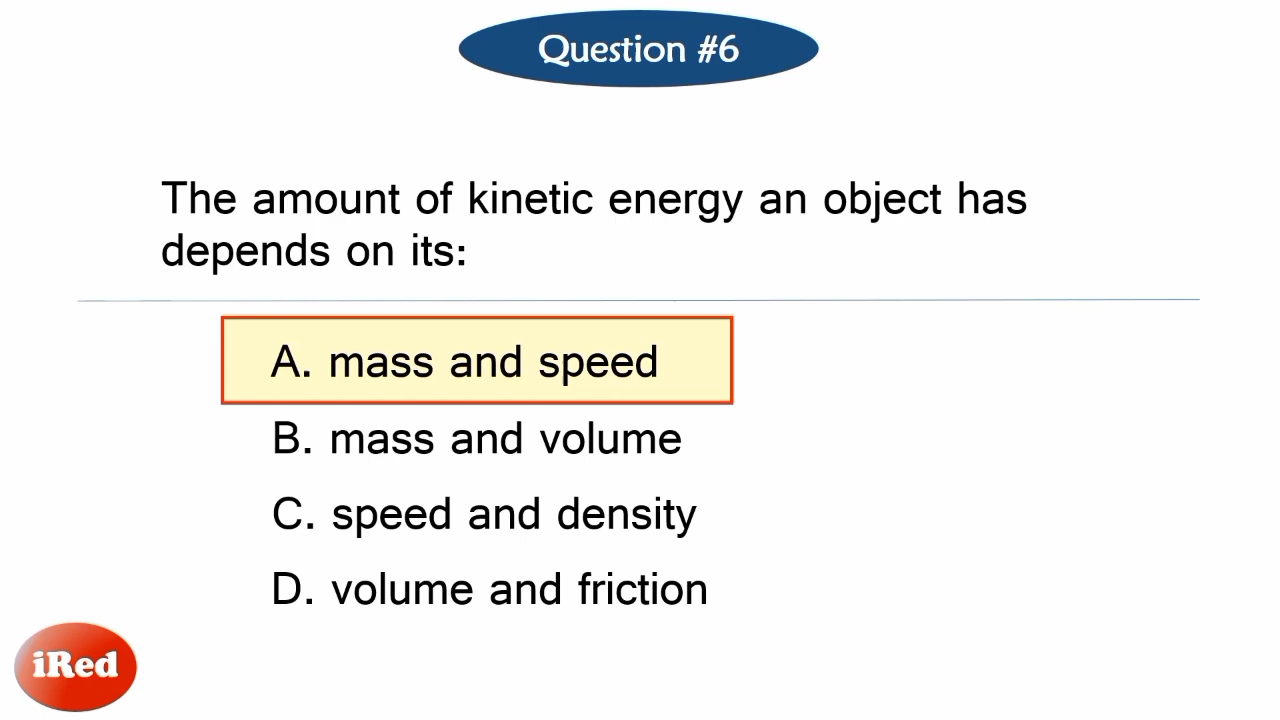 Question #6
The amount of kinetic energy an object has
depends on its:
A. mass and speed
B. mass and volume
C. speed and density
D. volume and friction
iRed